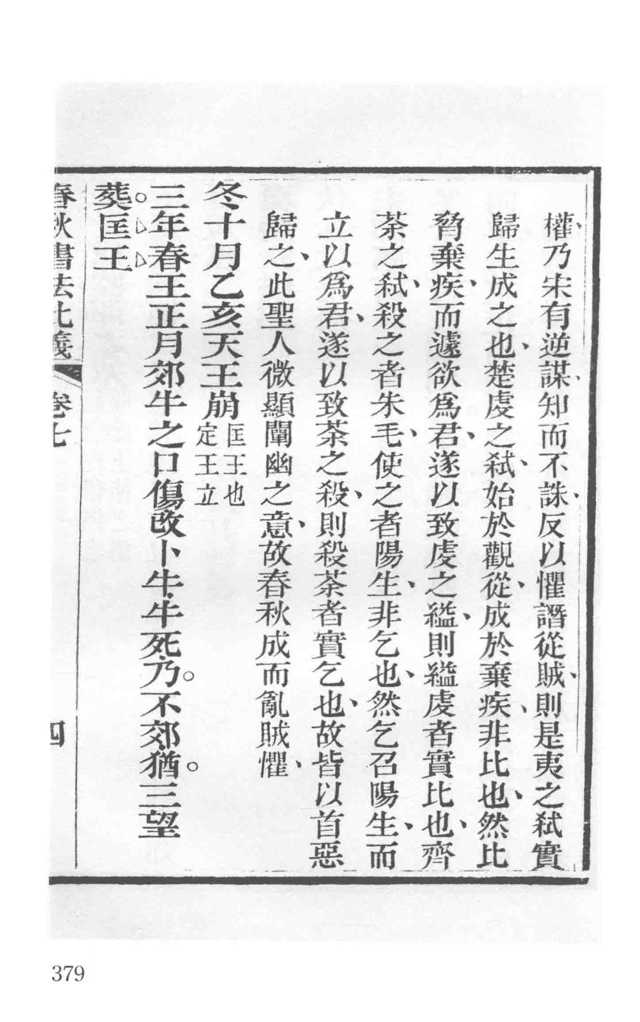 權乃未有逆謀知而不誅反以懼譖從賊則是夷之弑實
歸生成之也楚虔之弑始於觀從成於棄疾非比也然比
脅棄疾而遽欲爲君遂以致虔之縊則縊虔者實比也齊
荼之弑殺之者朱毛使之者陽生非乞也然乞召陽生而
立以爲君遂以致荼之殺則殺荼者實乞也故皆以首惡
歸之此聖人微顯闡幽之意故春秋成而亂賊懼
冬十月乙亥天王崩匡王也定王立
三年春王正月郊牛之口傷改卜牛牛死乃不郊猶三望
葬匡王
春秋書法比義 卷七 四
379